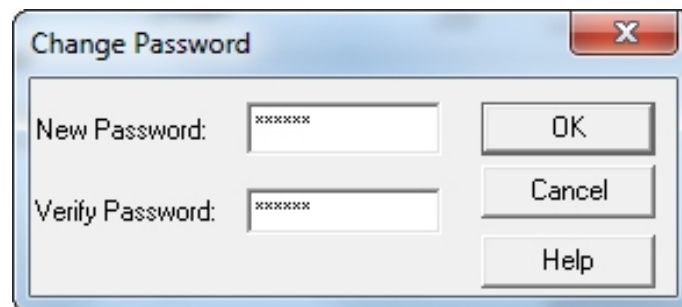 Change Password
New Password: ****** OK
Cancel
Verify Password: ******
Help